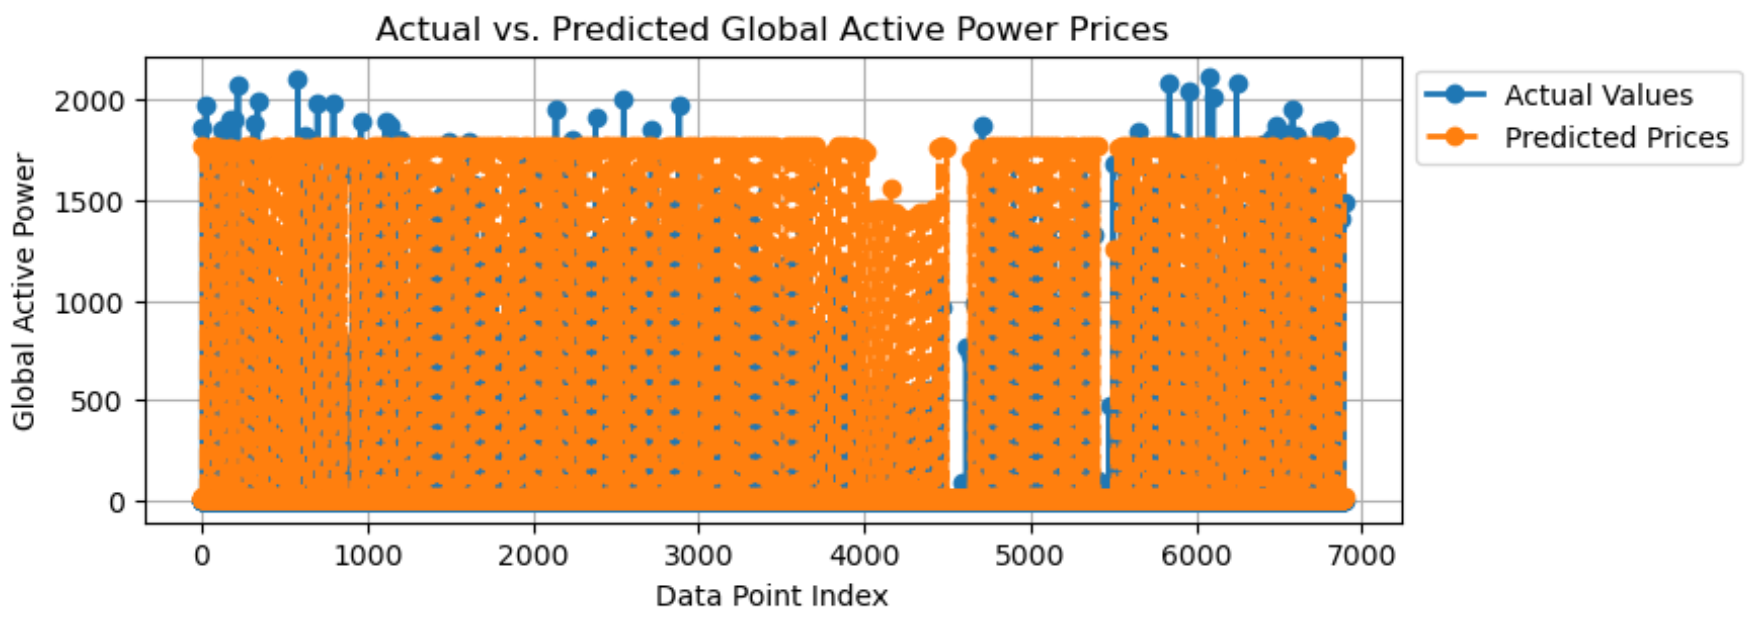 Actual vs. Predicted Global Active Power Prices
Global Active Power
2000
1500
1000
500
0
0 1000 2000 3000 4000 5000 6000 7000
Data Point Index
Actual Values
Predicted Prices